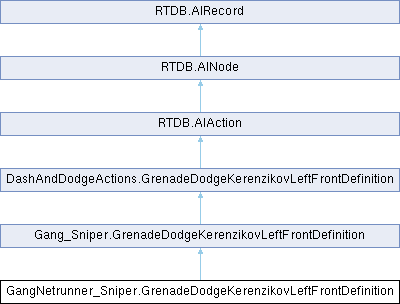 RTDB.AIRecord
RTDB.AINode
RTDB.AIAction
DashAndDodgeActions.GrenadeDodgeKerenzikovLeftFrontDefinition
Gang_Sniper.GrenadeDodgeKerenzikovLeftFrontDefinition
GangNetrunner_Sniper.GrenadeDodgeKerenzikovLeftFrontDefinition